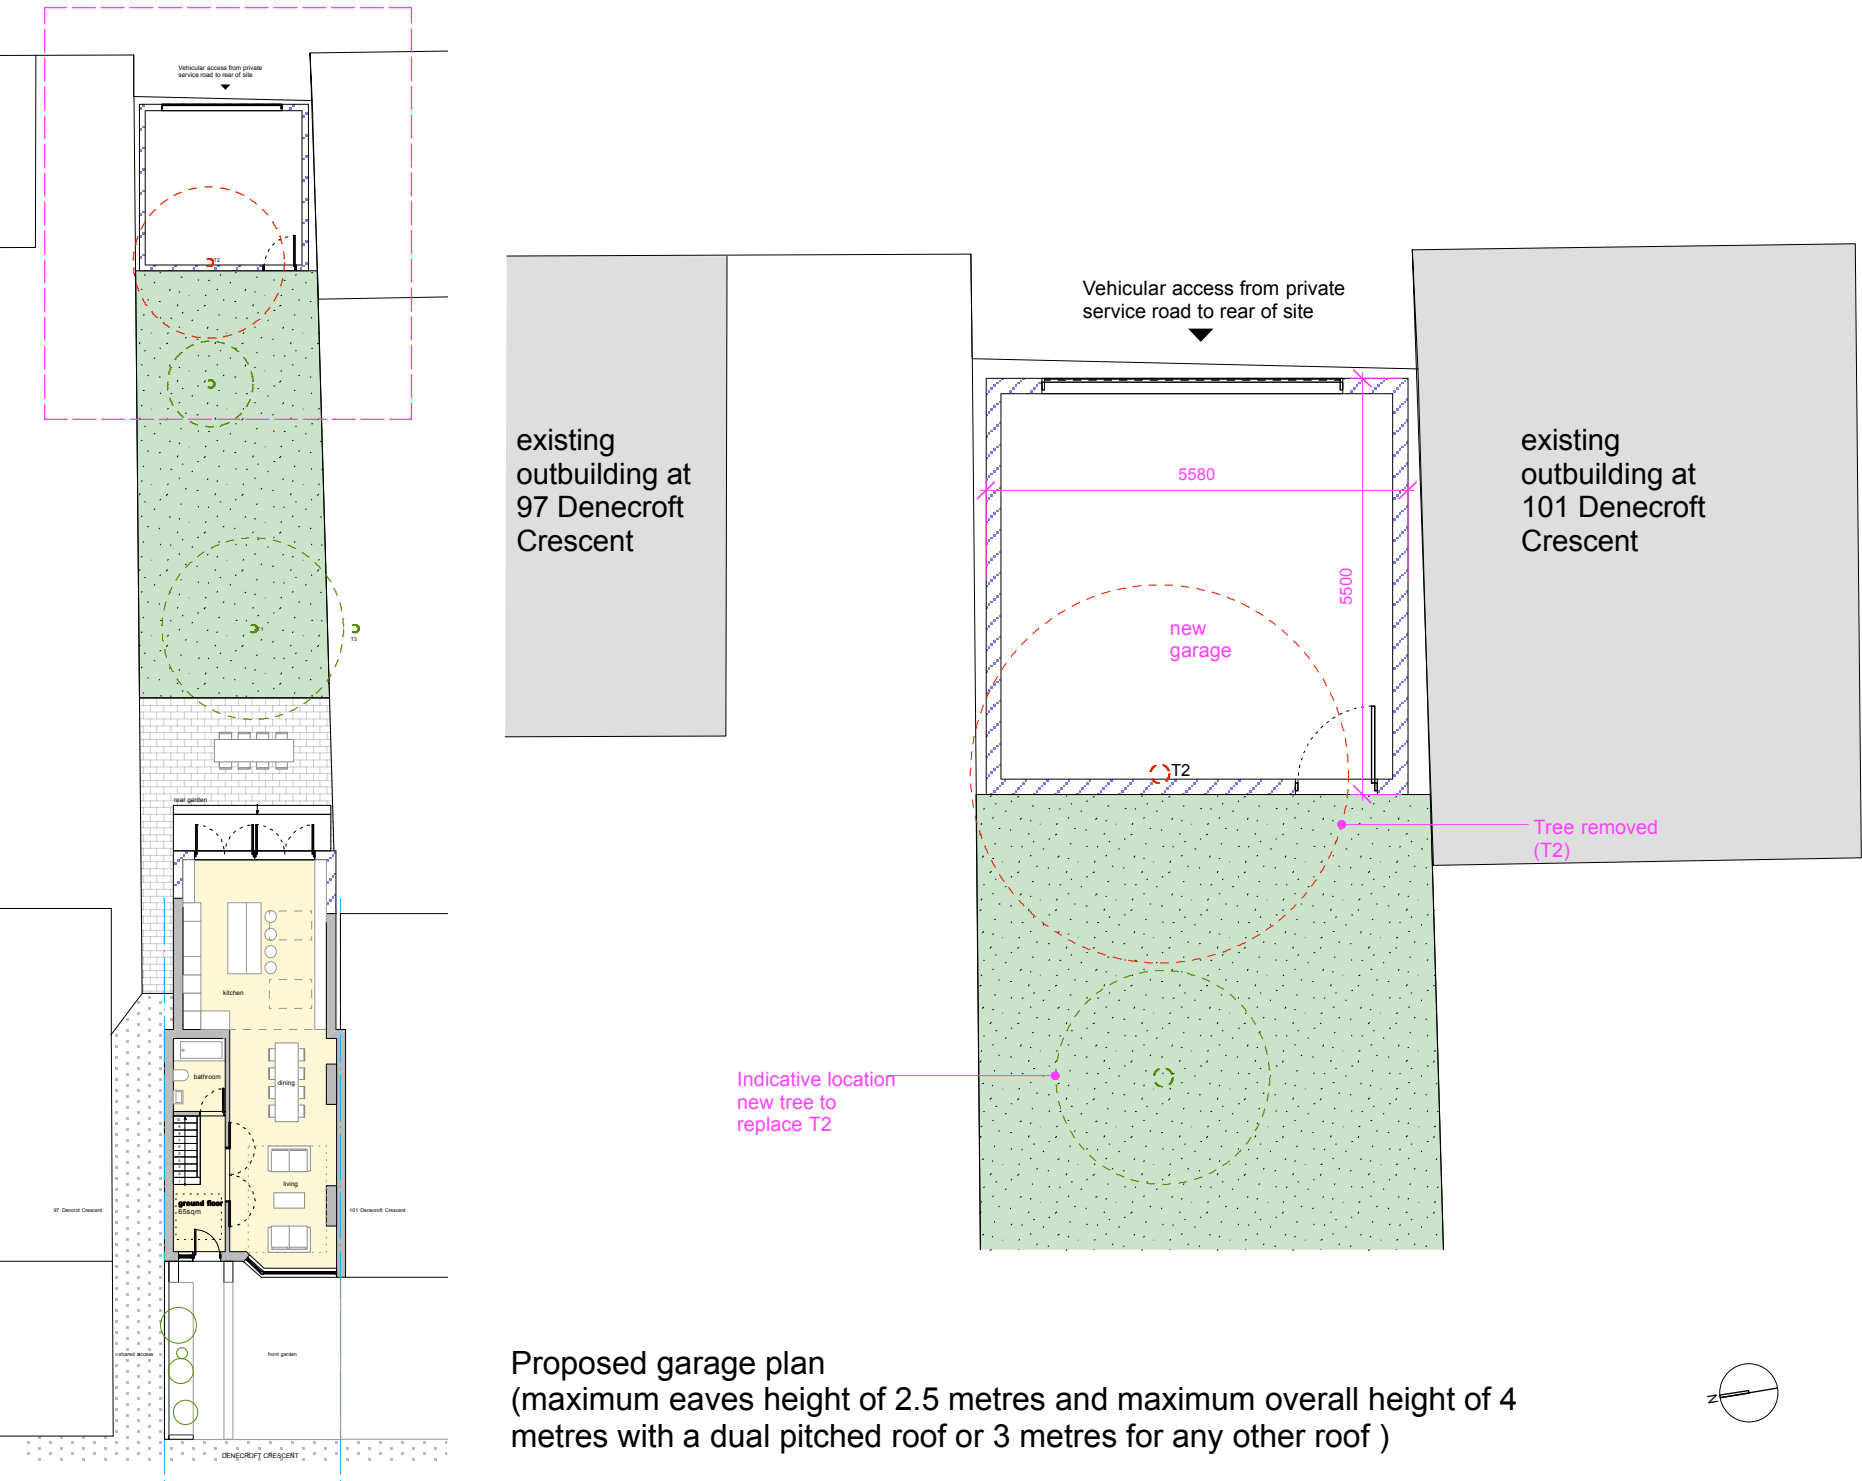 Vehicular access from private
service road to rear of site
T2
T1
T3
rear garden
kitchen
bathroom
dining
living
ground floor
65sqm
97 Dencrot Crescent
101 Denecroft Crescent
shared access
front garden
DENECROFT CRESCENT
Vehicular access from private
service road to rear of site
existing
outbuilding at
97 Denecroft
Crescent
5580
5500
new
garage
T2
existing
outbuilding at
101 Denecroft
Crescent
Tree removed
(T2)
Indicative location
new tree to
replace T2
Proposed garage plan
(maximum eaves height of 2.5 metres and maximum overall height of 4
metres with a dual pitched roof or 3 metres for any other roof )
N